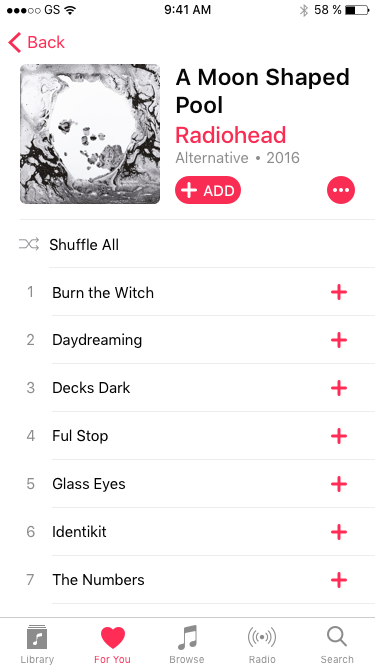 GS 9:41 AM 58 %
Back
A Moon Shaped
Pool
Radiohead
Alternative • 2016
ADD
Shuffle All
1 Burn the Witch
2 Daydreaming
3 Decks Dark
4 Ful Stop
5 Glass Eyes
6 Identikit
7 The Numbers
Library For You Browse Radio Search